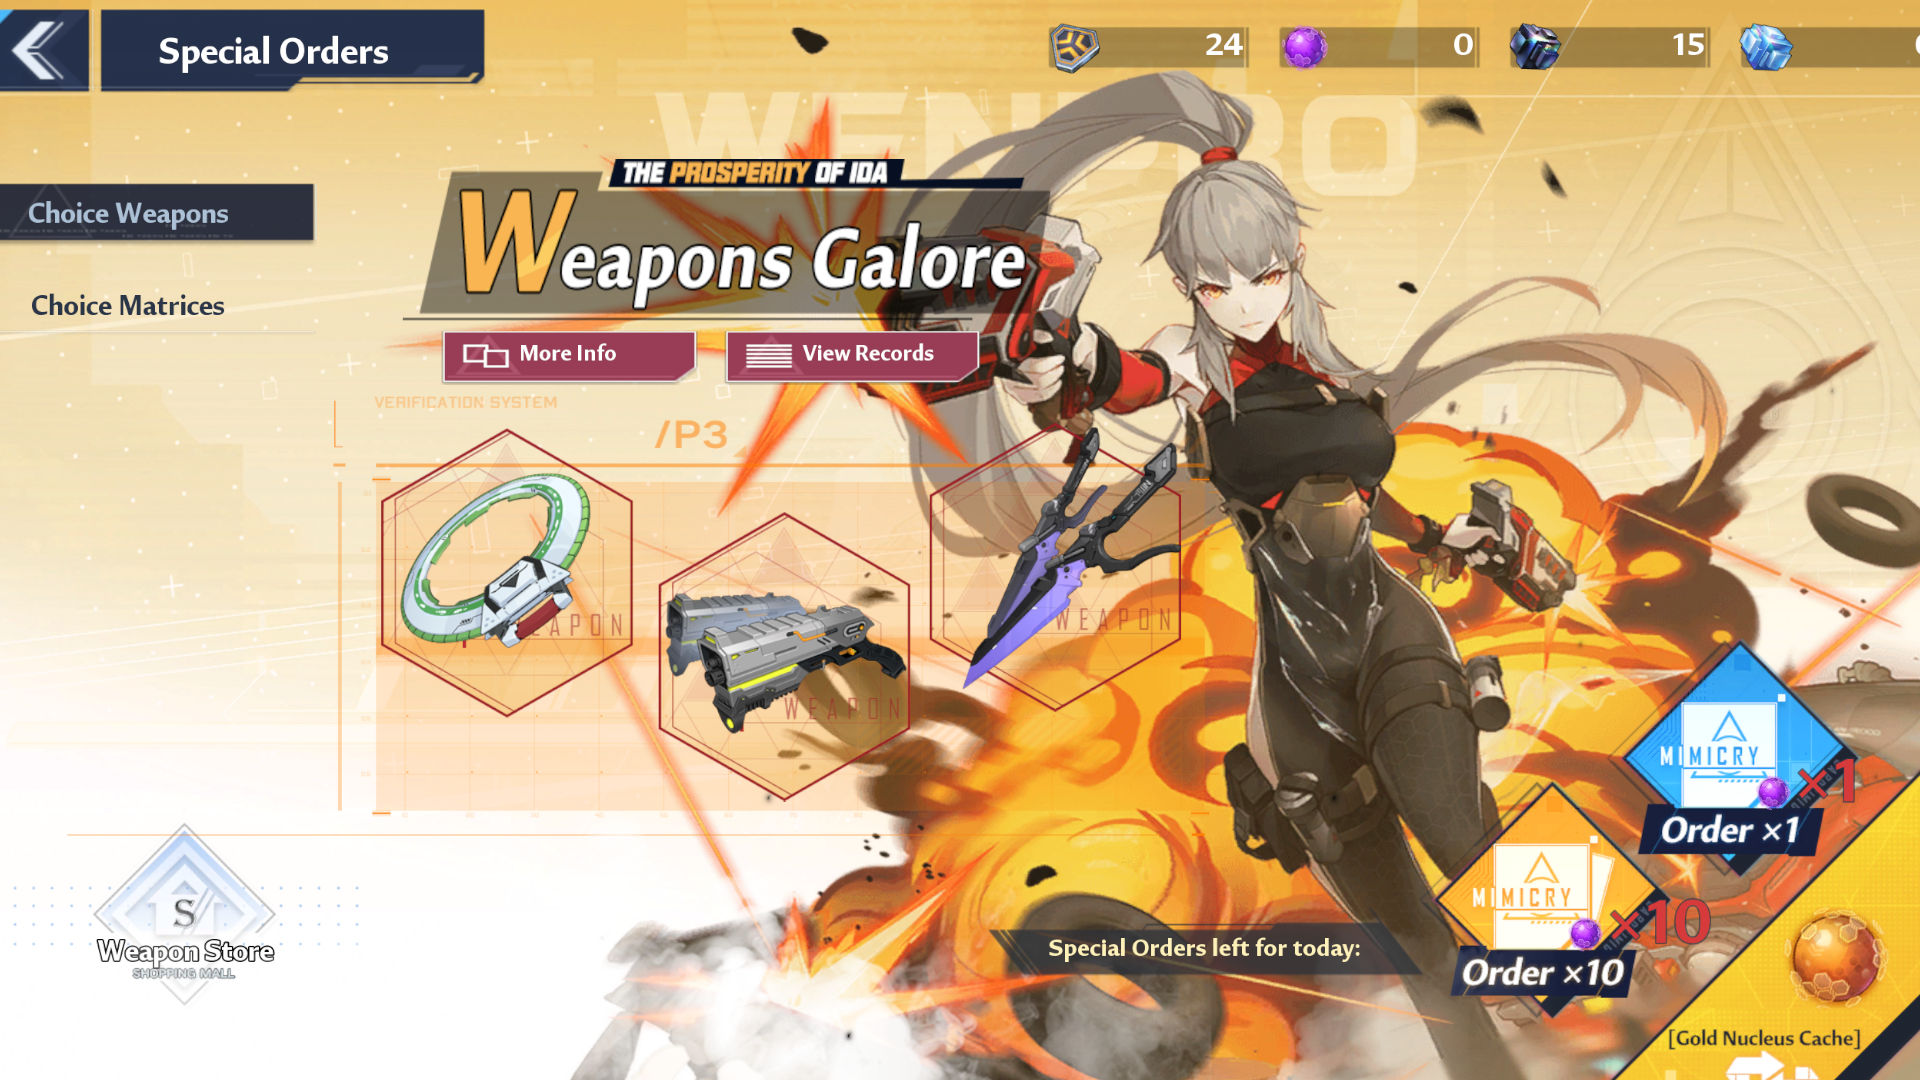 Special Orders
24
0
15
WENPRO
Choice Weapons
Choice Matrices
THE PROSPERITY OF IDA
Weapons Galore
More Info
View Records
VERIFICATION SYSTEM
/P3
WEAPON
WEAPON
WEAPON
MIMICRY
×1
Order ×1
MIMICRY
×10
Order ×10
S
Weapon Store
SHOPPING MALL
Special Orders left for today:
[Gold Nucleus Cache]